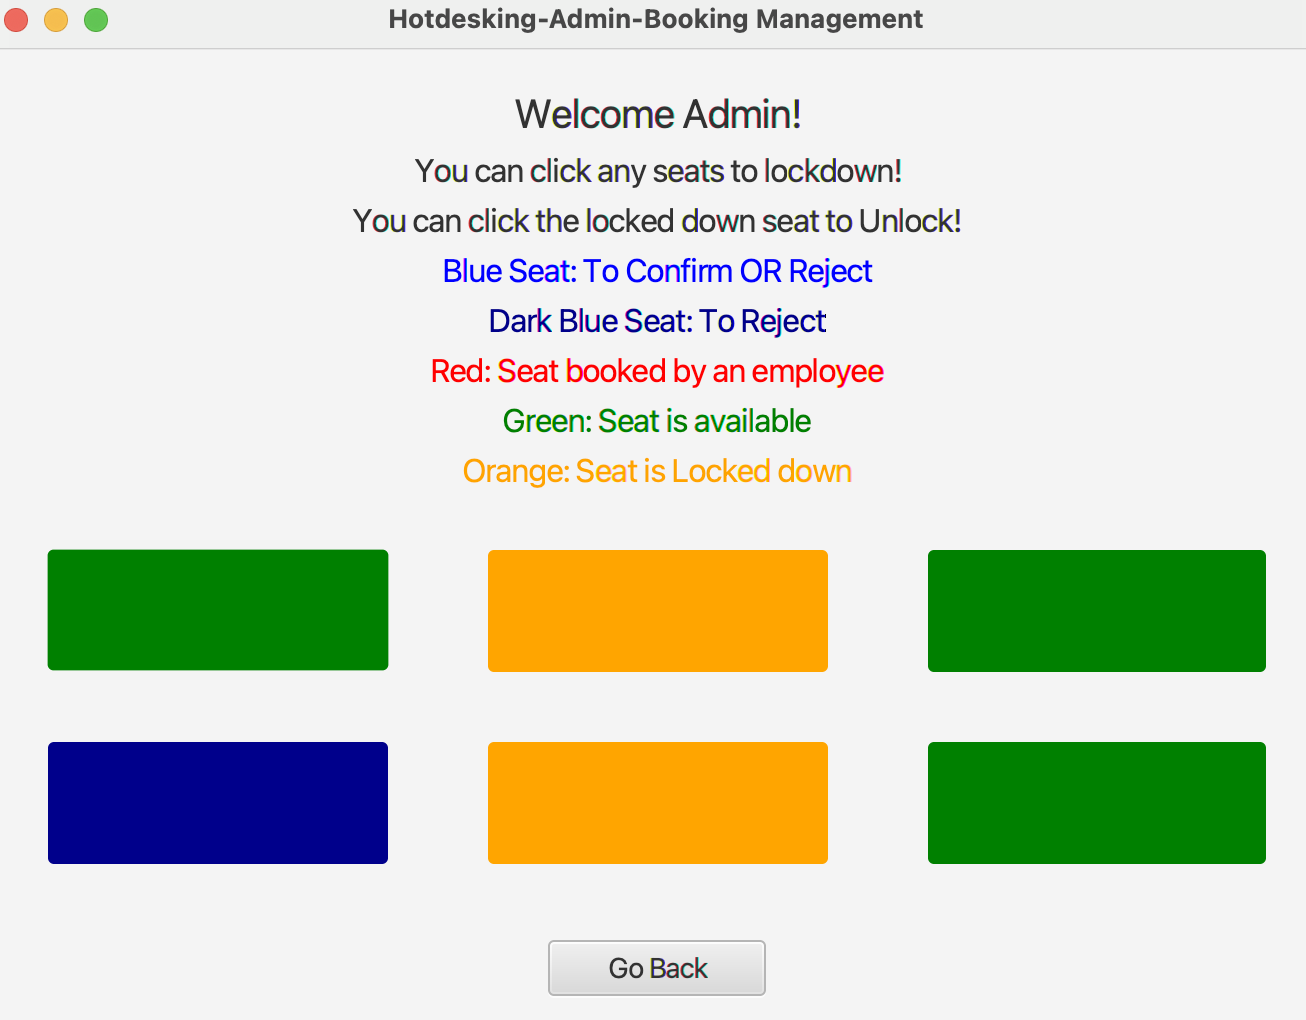 Hotdesking-Admin-Booking Management
Welcome Admin!
You can click any seats to lockdown!
You can click the locked down seat to Unlock!
Blue Seat: To Confirm OR Reject
Dark Blue Seat: To Reject
Red: Seat booked by an employee
Green: Seat is available
Orange: Seat is Locked down
Go Back